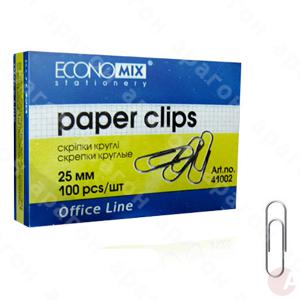 ECONOMIX
stationery
paper clips
скріпки круглі
скрепки круглые
25 мм
100 pcs/шт
Art.no.
41002
Office Line